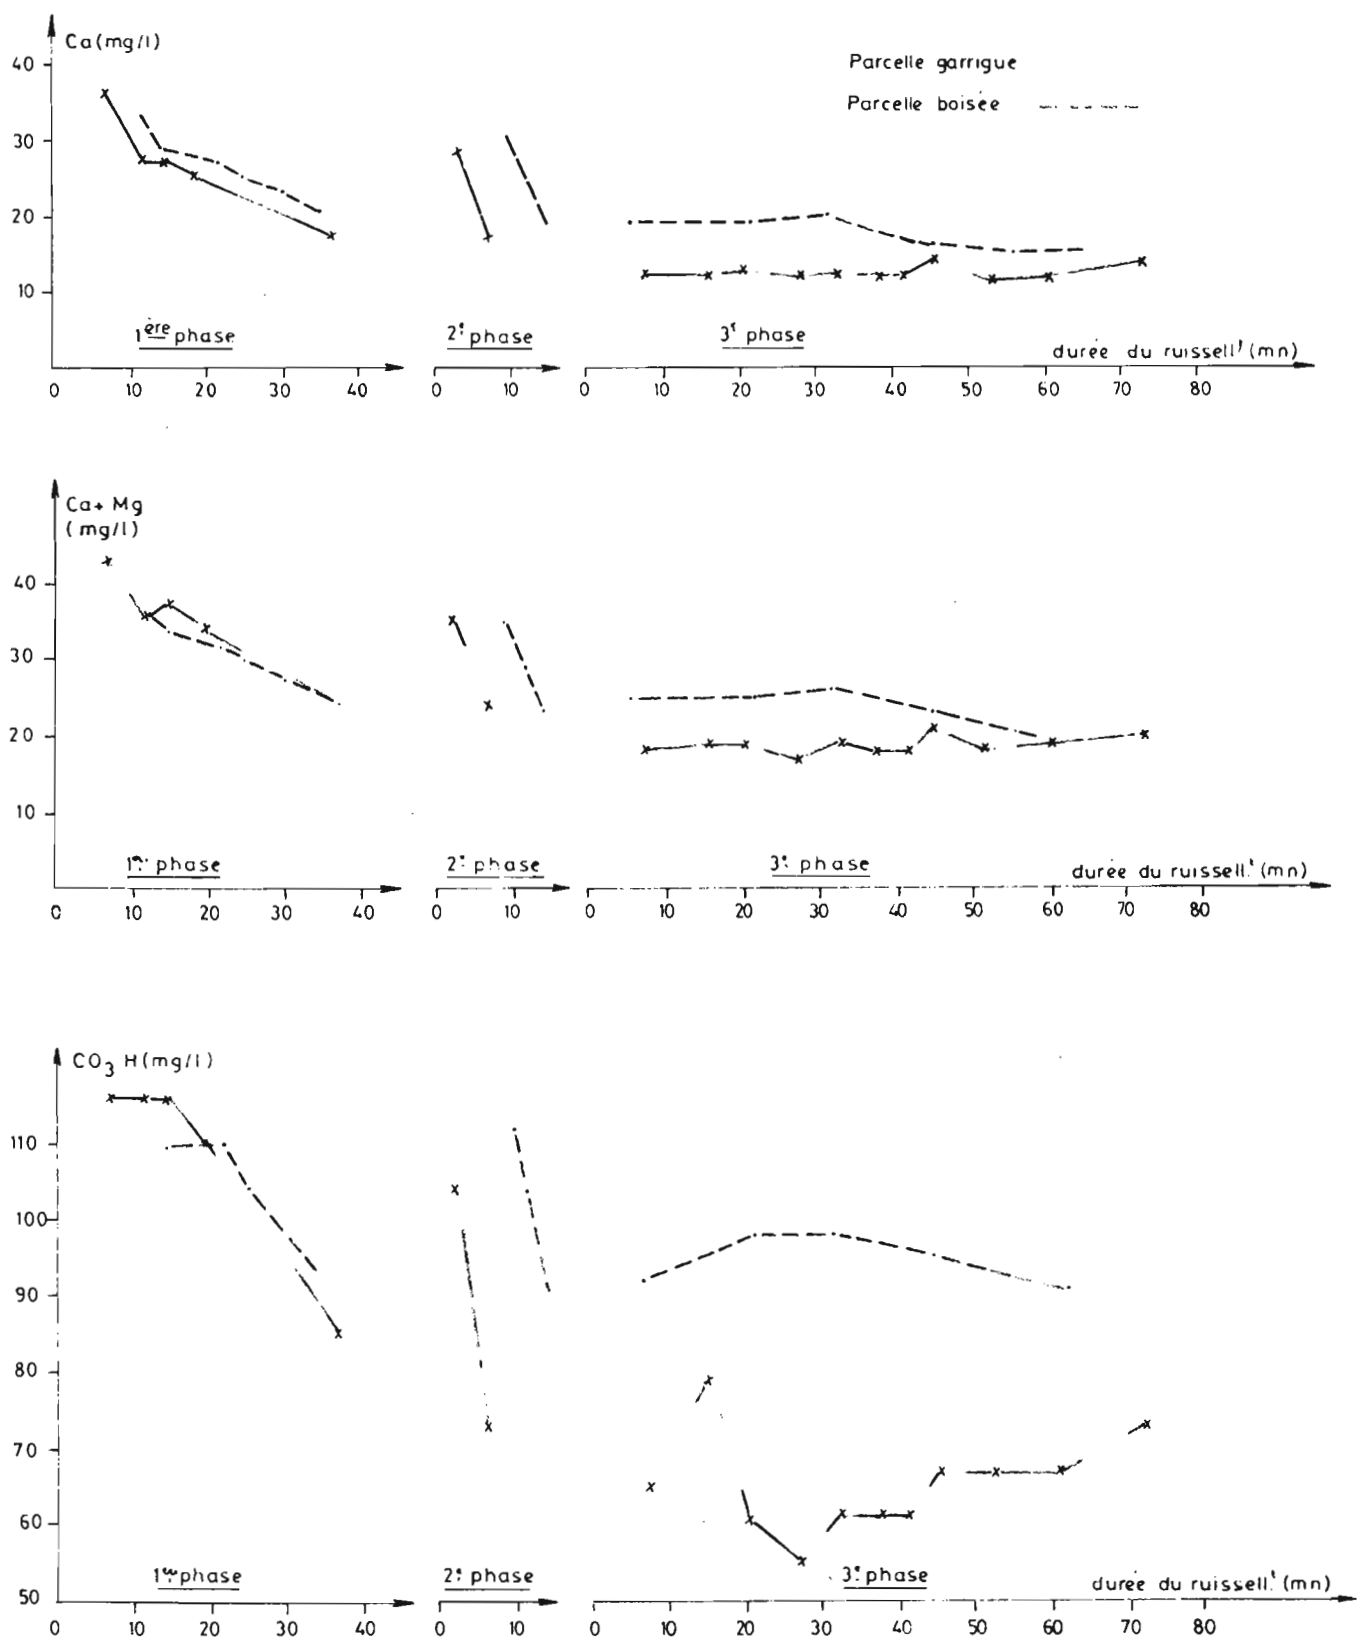 Ca (mg/l)
Parcelle garrigue
Parcelle boisée
40
30
20
10
1ère phase
2e phase
3e phase
durée du ruissellt (mn)
0 10 20 30 40 0 10 0 10 20 30 40 50 60 70 80
Ca + Mg
(mg/l)
40
30
20
10
1ère phase
2e phase
3e phase
durée du ruissell.t (mn)
0 10 20 30 40 0 10 0 10 20 30 40 50 60 70 80
CO3 H (mg/l)
110
100
90
80
70
60
50
1ère phase
2e phase
3e phase
durée du ruissell.t (mn)
0 10 20 30 40 0 10 0 10 20 30 40 50 60 70 80